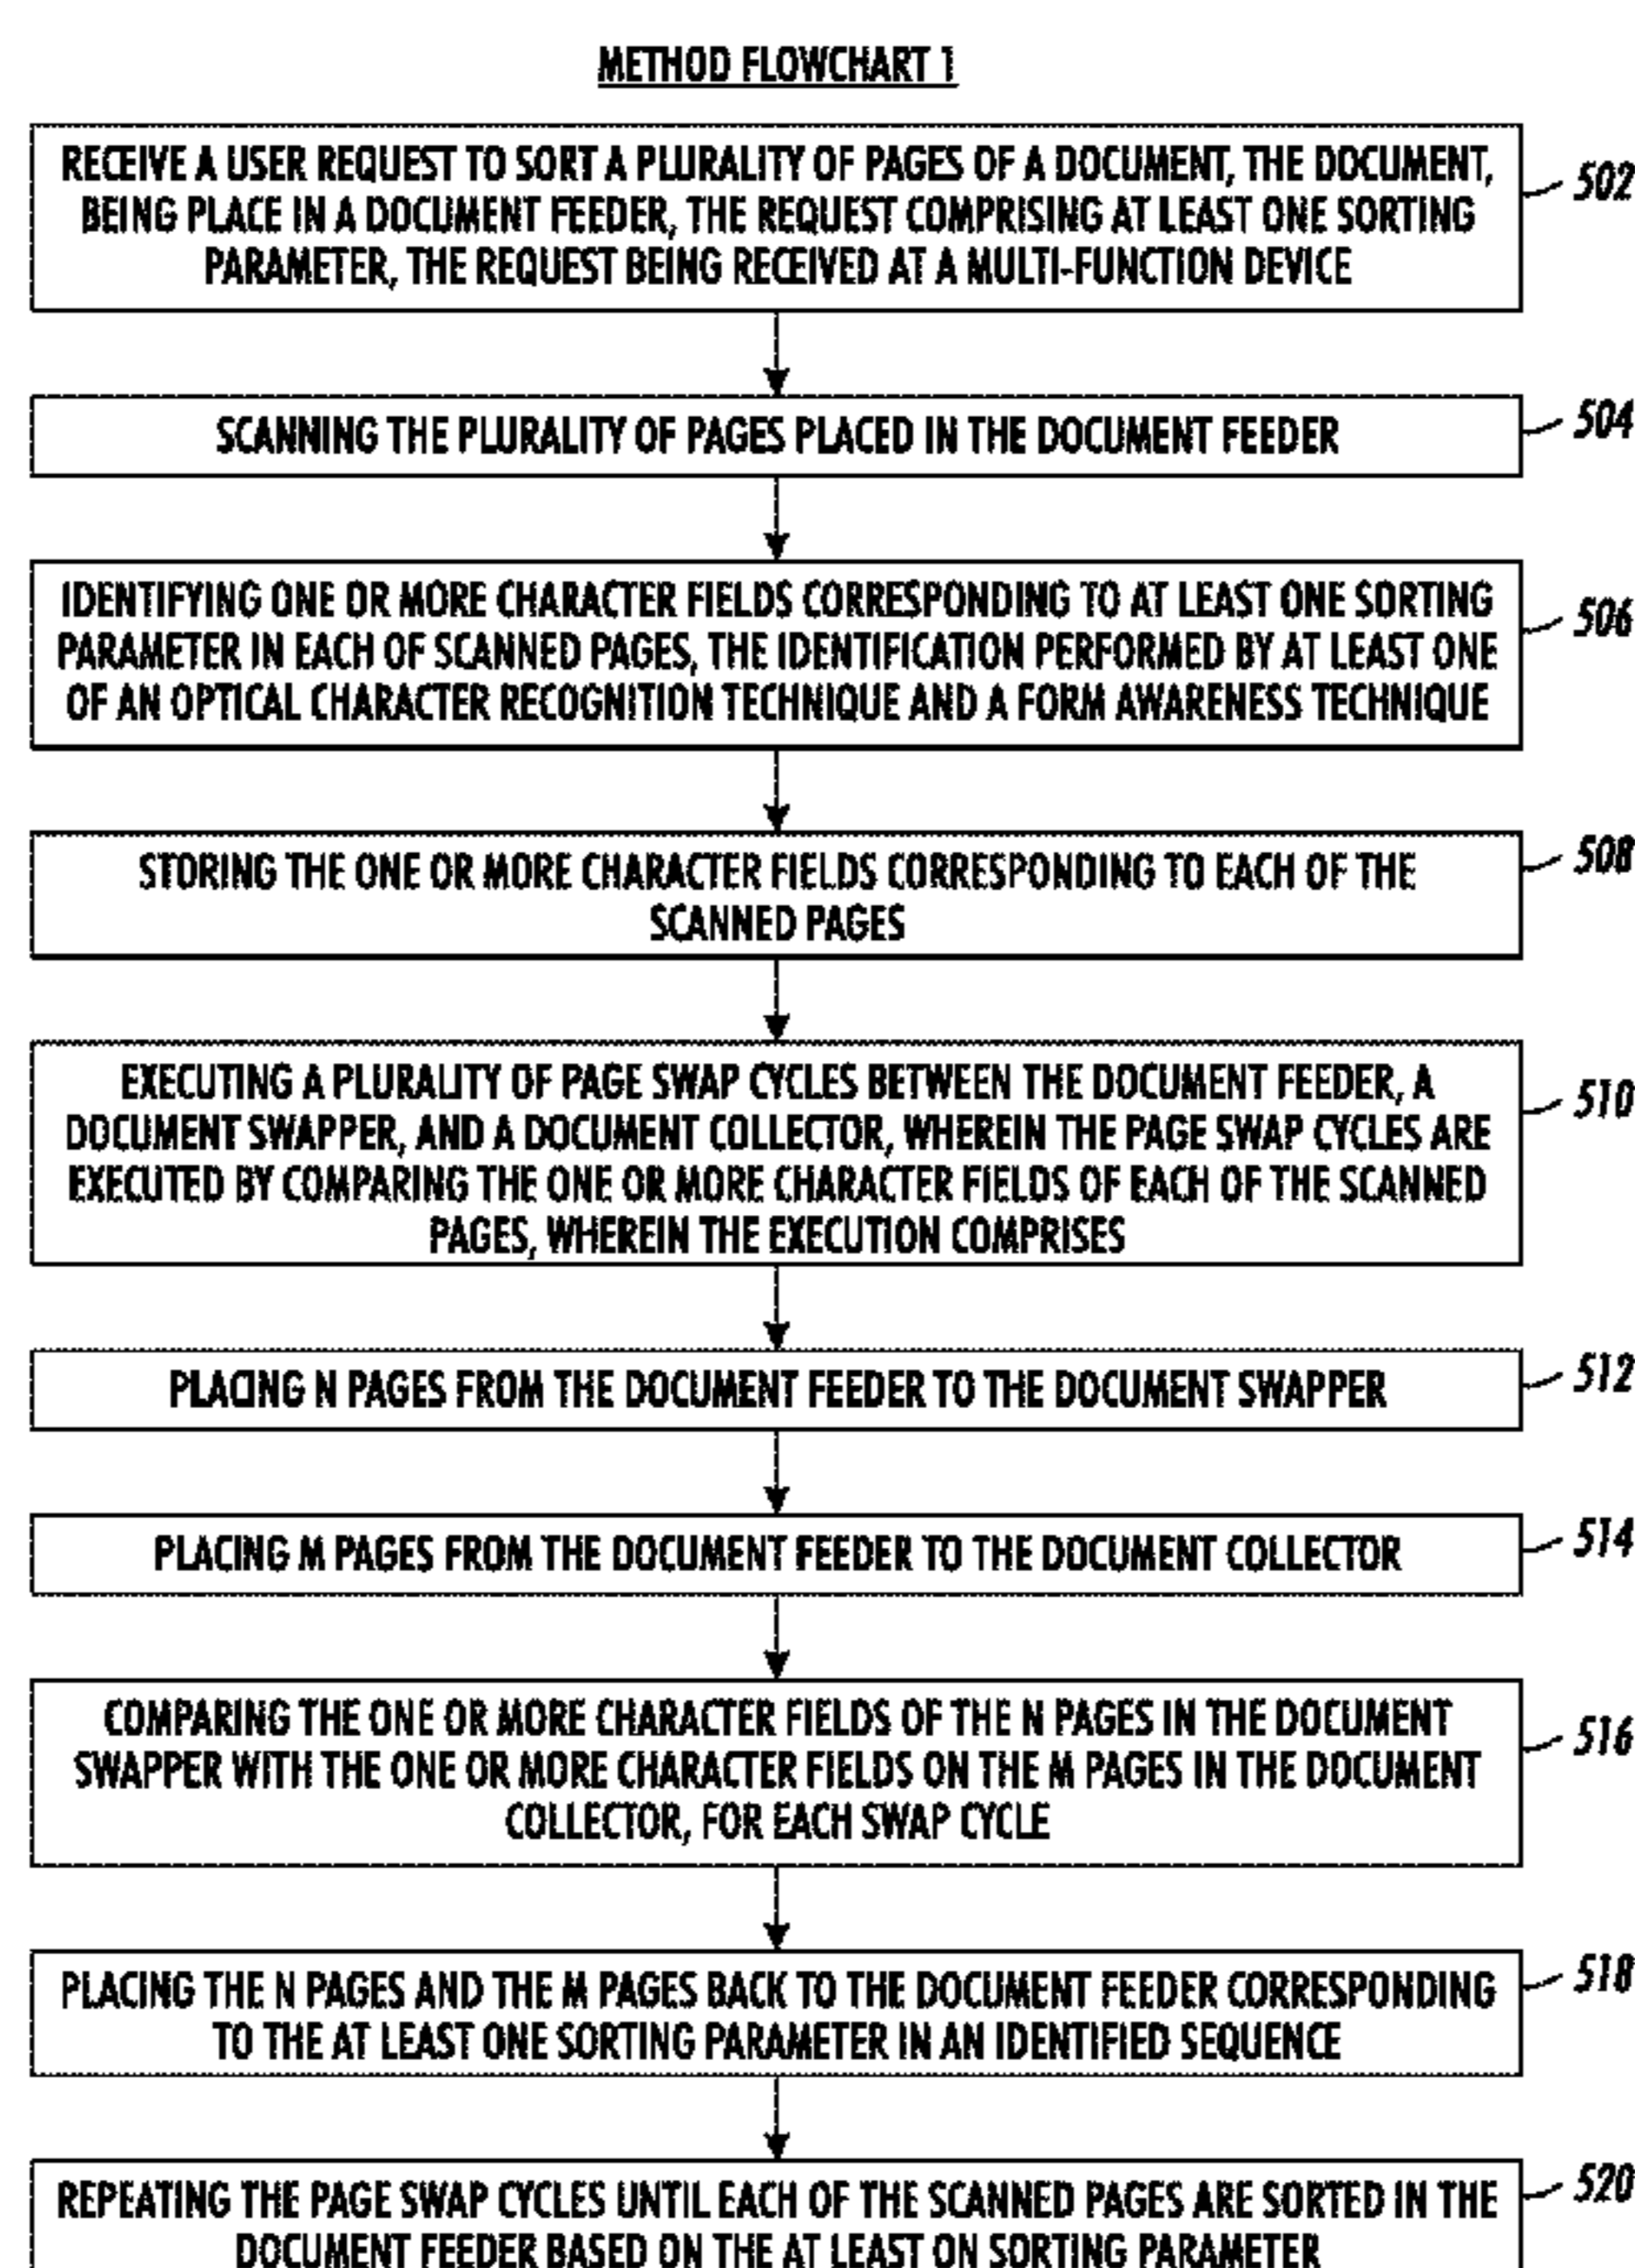 METHOD FLOWCHART 1
RECEIVE A USER REQUEST TO SORT A PLURALITY OF PAGES OF A DOCUMENT, THE DOCUMENT,
BEING PLACE IN A DOCUMENT FEEDER, THE REQUEST COMPRISING AT LEAST ONE SORTING
PARAMETER, THE REQUEST BEING RECEIVED AT A MULTI-FUNCTION DEVICE
502
SCANNING THE PLURALITY OF PAGES PLACED IN THE DOCUMENT FEEDER
504
IDENTIFYING ONE OR MORE CHARACTER FIELDS CORRESPONDING TO AT LEAST ONE SORTING
PARAMETER IN EACH OF SCANNED PAGES, THE IDENTIFICATION PERFORMED BY AT LEAST ONE
OF AN OPTICAL CHARACTER RECOGNITION TECHNIQUE AND A FORM AWARENESS TECHNIQUE
506
STORING THE ONE OR MORE CHARACTER FIELDS CORRESPONDING TO EACH OF THE
SCANNED PAGES
508
EXECUTING A PLURALITY OF PAGE SWAP CYCLES BETWEEN THE DOCUMENT FEEDER, A
DOCUMENT SWAPPER, AND A DOCUMENT COLLECTOR, WHEREIN THE PAGE SWAP CYCLES ARE
EXECUTED BY COMPARING THE ONE OR MORE CHARACTER FIELDS OF EACH OF THE SCANNED
PAGES, WHEREIN THE EXECUTION COMPRISES
510
PLACING N PAGES FROM THE DOCUMENT FEEDER TO THE DOCUMENT SWAPPER
512
PLACING M PAGES FROM THE DOCUMENT FEEDER TO THE DOCUMENT COLLECTOR
514
COMPARING THE ONE OR MORE CHARACTER FIELDS OF THE N PAGES IN THE DOCUMENT
SWAPPER WITH THE ONE OR MORE CHARACTER FIELDS ON THE M PAGES IN THE DOCUMENT
COLLECTOR, FOR EACH SWAP CYCLE
516
PLACING THE N PAGES AND THE M PAGES BACK TO THE DOCUMENT FEEDER CORRESPONDING
TO THE AT LEAST ONE SORTING PARAMETER IN AN IDENTIFIED SEQUENCE
518
REPEATING THE PAGE SWAP CYCLES UNTIL EACH OF THE SCANNED PAGES ARE SORTED IN THE
DOCUMENT FEEDER BASED ON THE AT LEAST ON SORTING PARAMETER
520